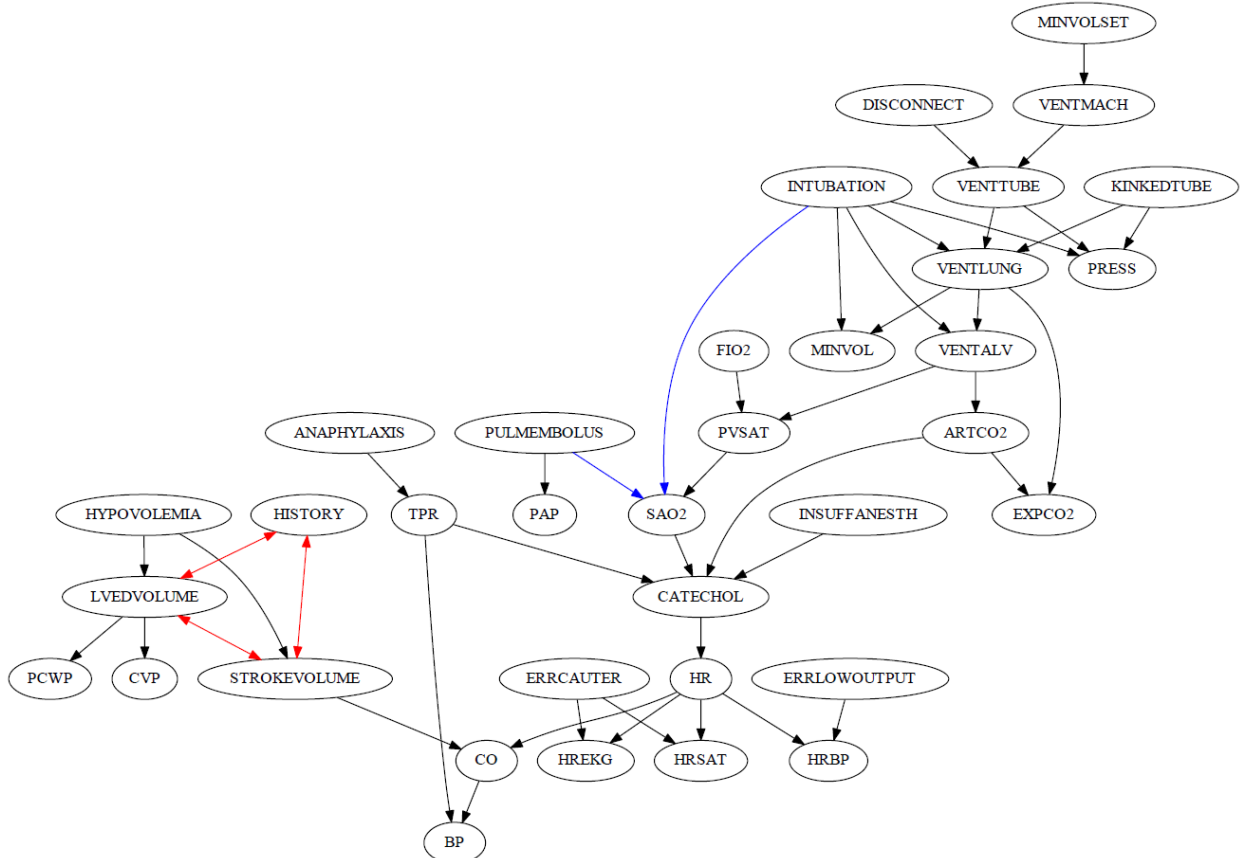 MINVOLSET
DISCONNECT
VENTMACH
INTUBATION
VENTTUBE
KINKEDTUBE
VENTLUNG
PRESS
FIO2
MINVOL
VENTALV
ANAPHYLAXIS
PULMEMBOLUS
PVSAT
ARTCO2
HYPOVOLEMIA
HISTORY
TPR
PAP
SAO2
INSUFFANESTH
EXPCO2
LVEDVOLUME
CATECHOL
PCWP
CVP
STROKEVOLUME
ERRCAUTER
HR
ERRLOWOUTPUT
CO
HREKG
HRSAT
HRBP
BP